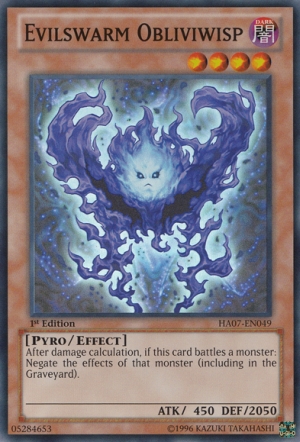 EVILSWARM OBLIVIWISP
DARK
闇
1st Edition
HA07-EN049
[PYRO/EFFECT]
After damage calculation, if this card battles a monster:
Negate the effects of that monster (including in the
Graveyard).
ATK/ 450 DEF/2050
05284653
©1996 KAZUKI TAKAHASHI